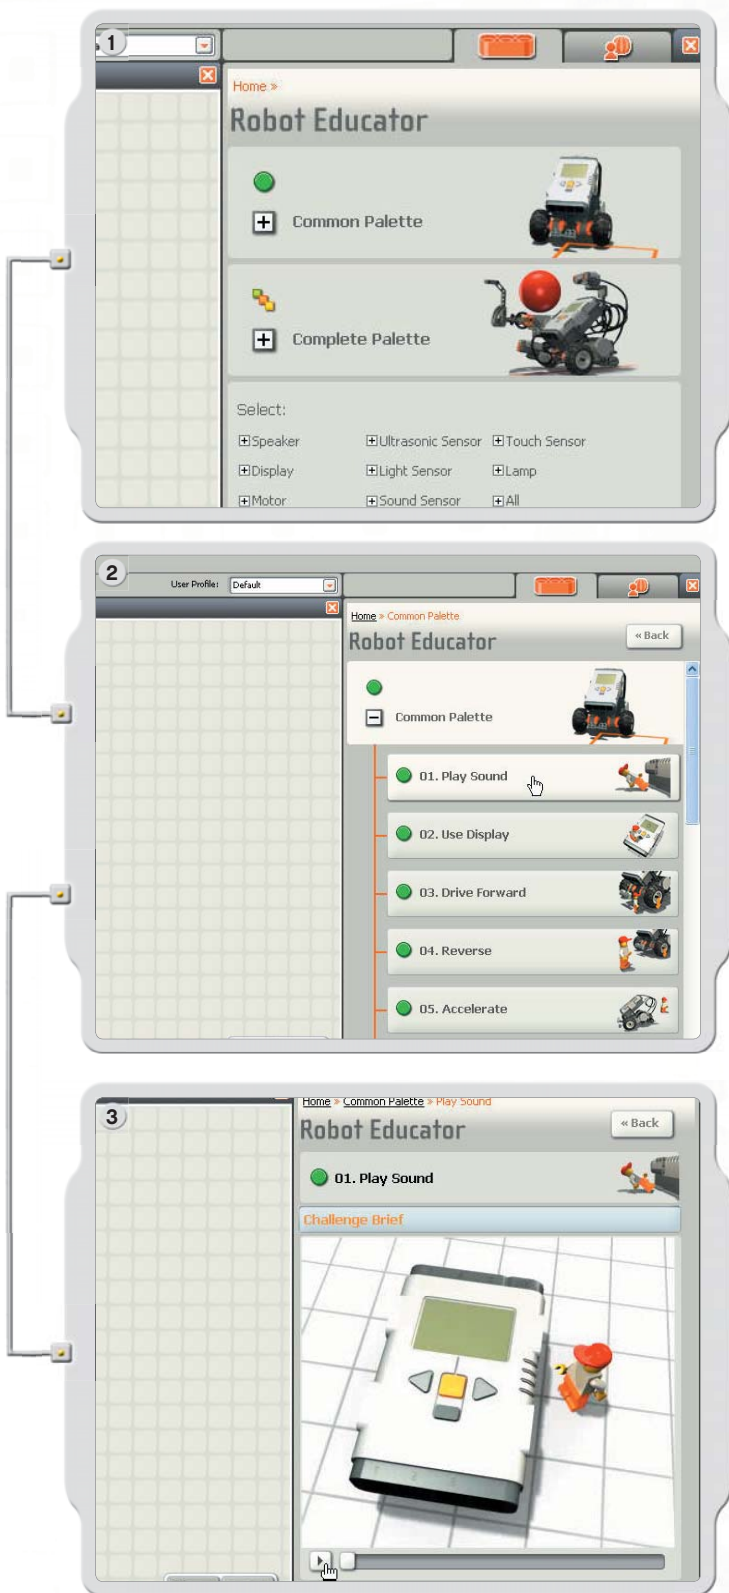 1
Home »
Robot Educator
Common Palette
Complete Palette
Select:
Speaker Ultrasonic Sensor Touch Sensor
Display Light Sensor Lamp
Motor Sound Sensor All
2
User Profile: Default
Home » Common Palette
Robot Educator
« Back
Common Palette
01. Play Sound
02. Use Display
03. Drive Forward
04. Reverse
05. Accelerate
3
Home » Common Palette » Play Sound
Robot Educator
« Back
01. Play Sound
Challenge Brief